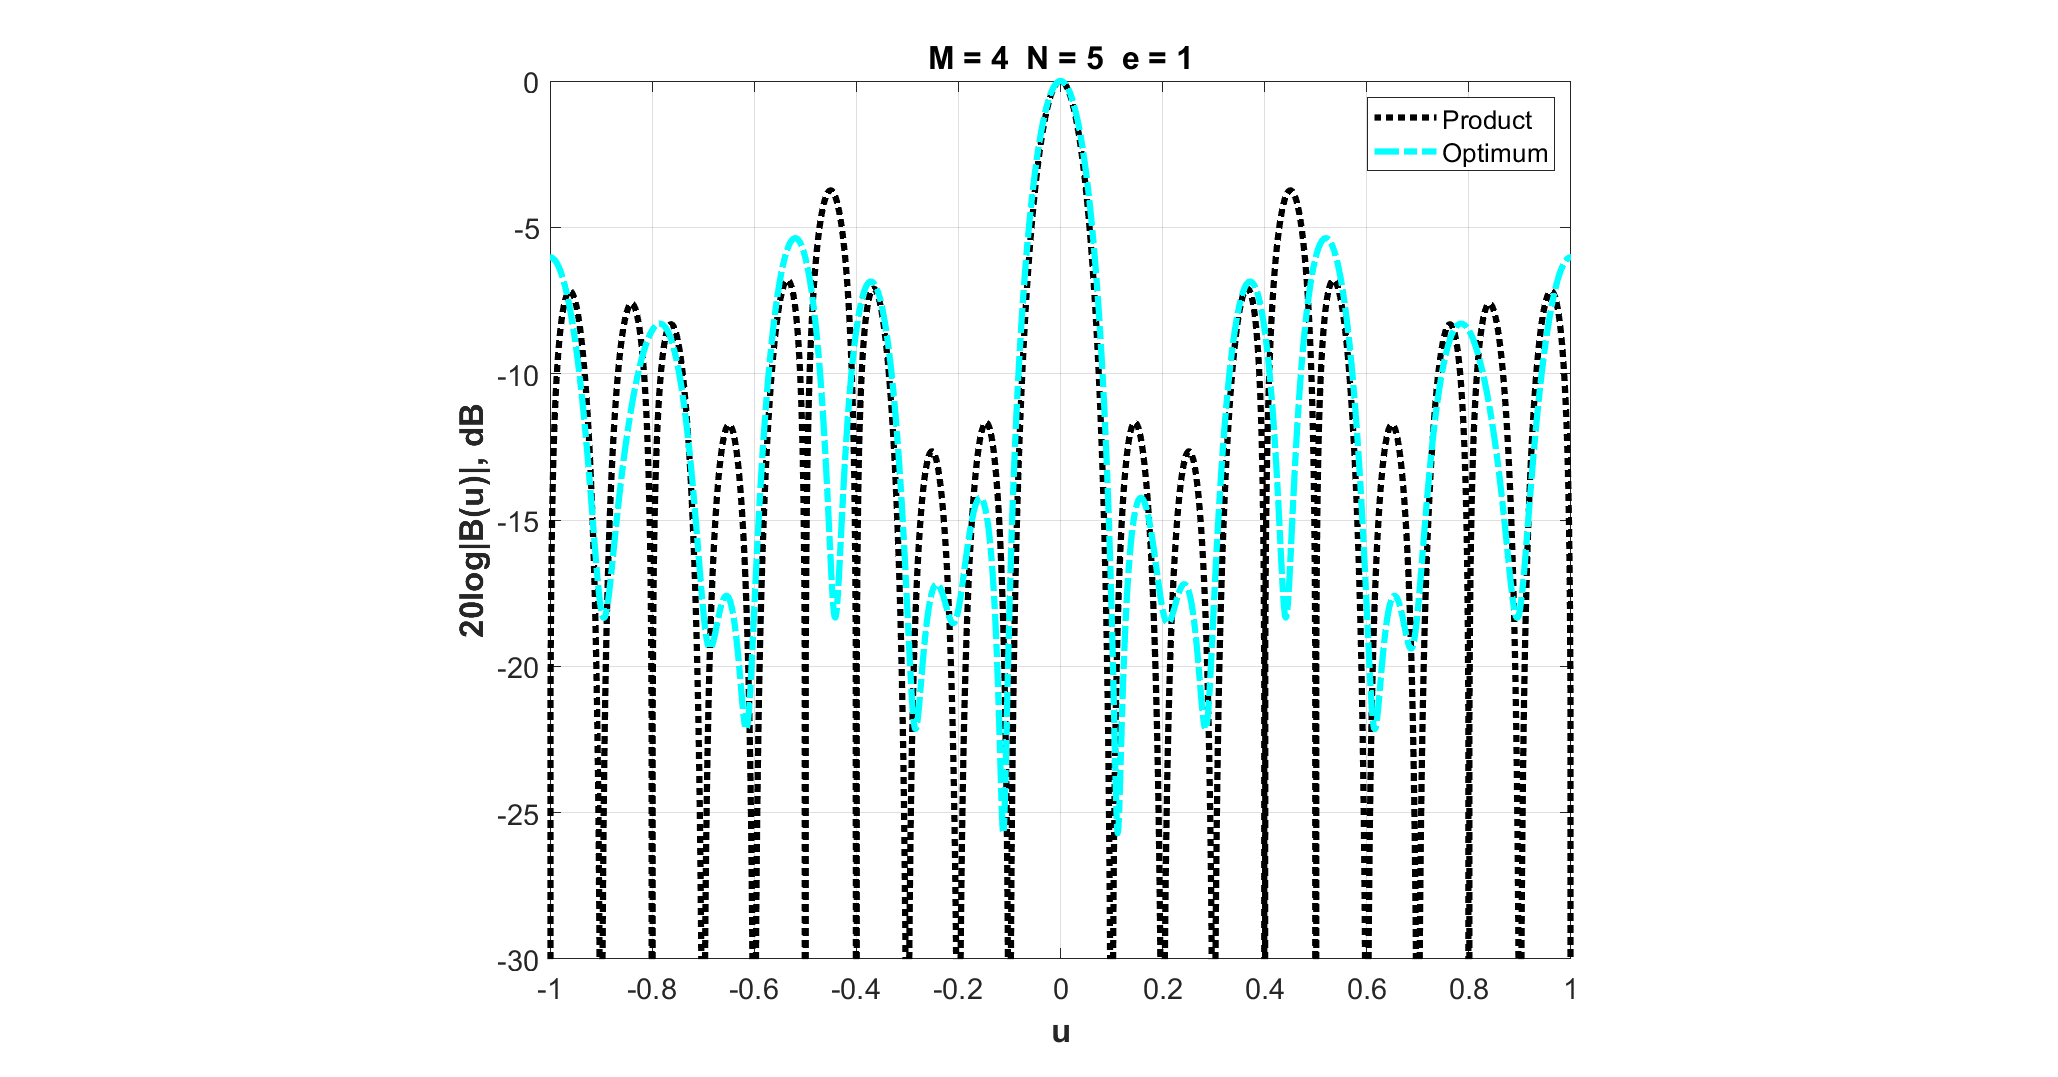 M = 4 N = 5 e = 1
Product
Optimum
20log|B(u)|, dB
0
-5
-10
-15
-20
-25
-30
-1 -0.8 -0.6 -0.4 -0.2 0 0.2 0.4 0.6 0.8 1
u